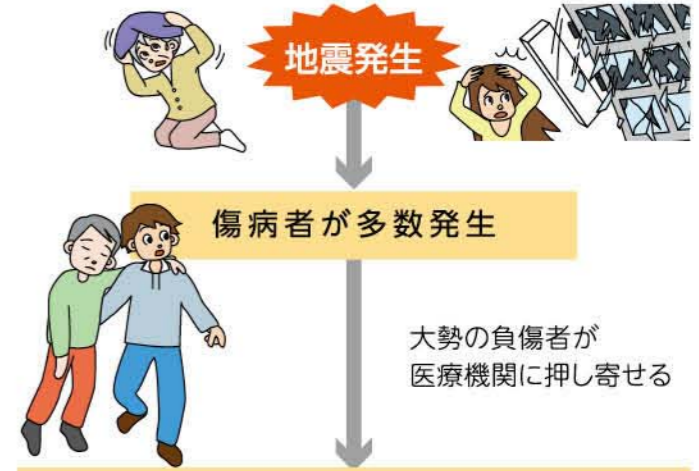 地震発生
傷病者が多数発生
大勢の負傷者が
医療機関に押し寄せる